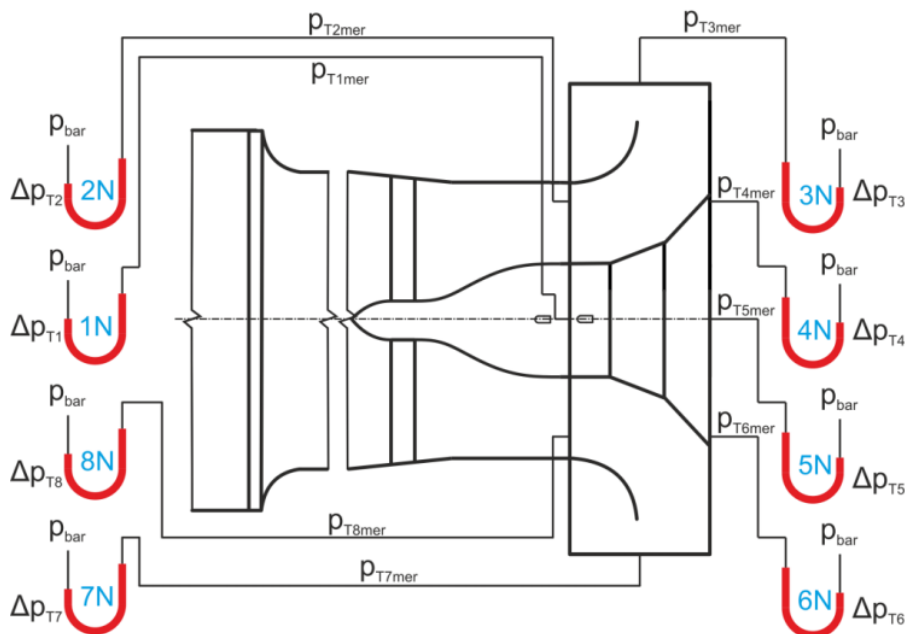 pT2mer
pT3mer
pT1mer
pbar
ΔpT2
2N
pbar
3N
ΔpT3
pT4mer
pbar
ΔpT1
1N
pbar
4N
ΔpT4
pT5mer
pbar
ΔpT8
8N
pT6mer
pbar
5N
ΔpT5
pT8mer
pbar
ΔpT7
7N
pT7mer
pbar
6N
ΔpT6